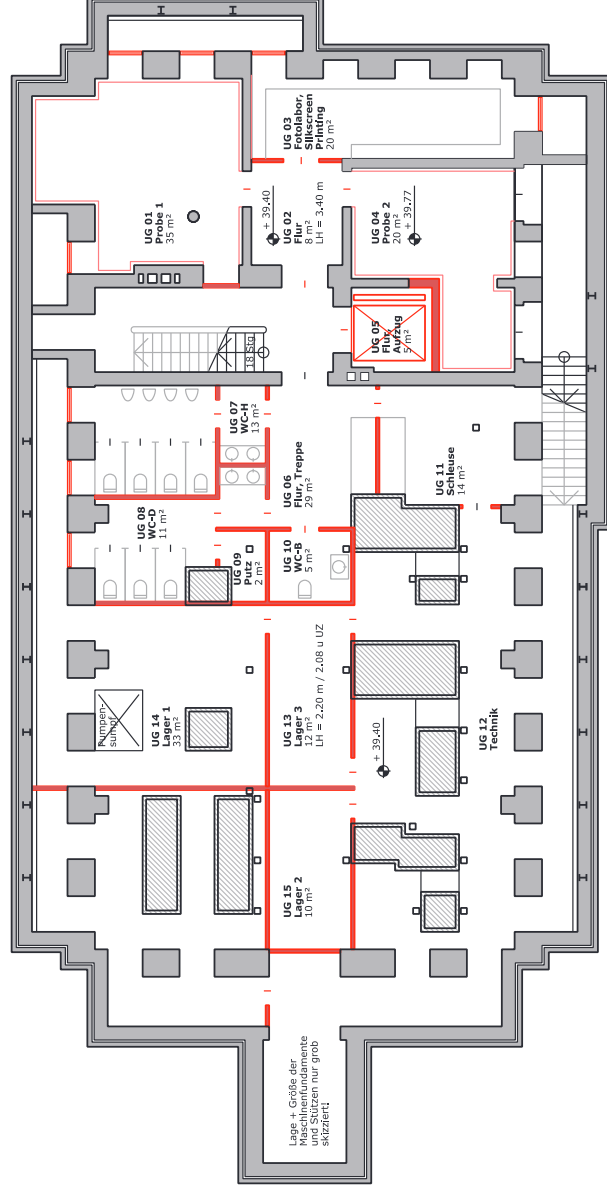 UG 01
Probe 1
35 m²
+ 39.40
UG 02
Flur
8 m²
LH = 3.40 m
UG 03
Fotolabor,
Silkscreen
Printing
20 m²
UG 04
Probe 2
20 m²
+ 39.77
UG 05
Flur,
Aufzug
5 m²
18 Stg
UG 07
WC-H
13 m²
UG 06
Flur, Treppe
29 m²
UG 11
Schleuse
14 m²
UG 08
WC-D
11 m²
UG 09
Putz
2 m²
UG 10
WC-B
5 m²
Pumpen-
sumpf
UG 14
Lager 1
33 m²
UG 13
Lager 3
12 m²
LH = 2.20 m / 2.08 u UZ
+ 39.40
UG 12
Technik
UG 15
Lager 2
10 m²
Lage + Größe der
Maschinenfundamente
und Stützen nur grob
skizziert!